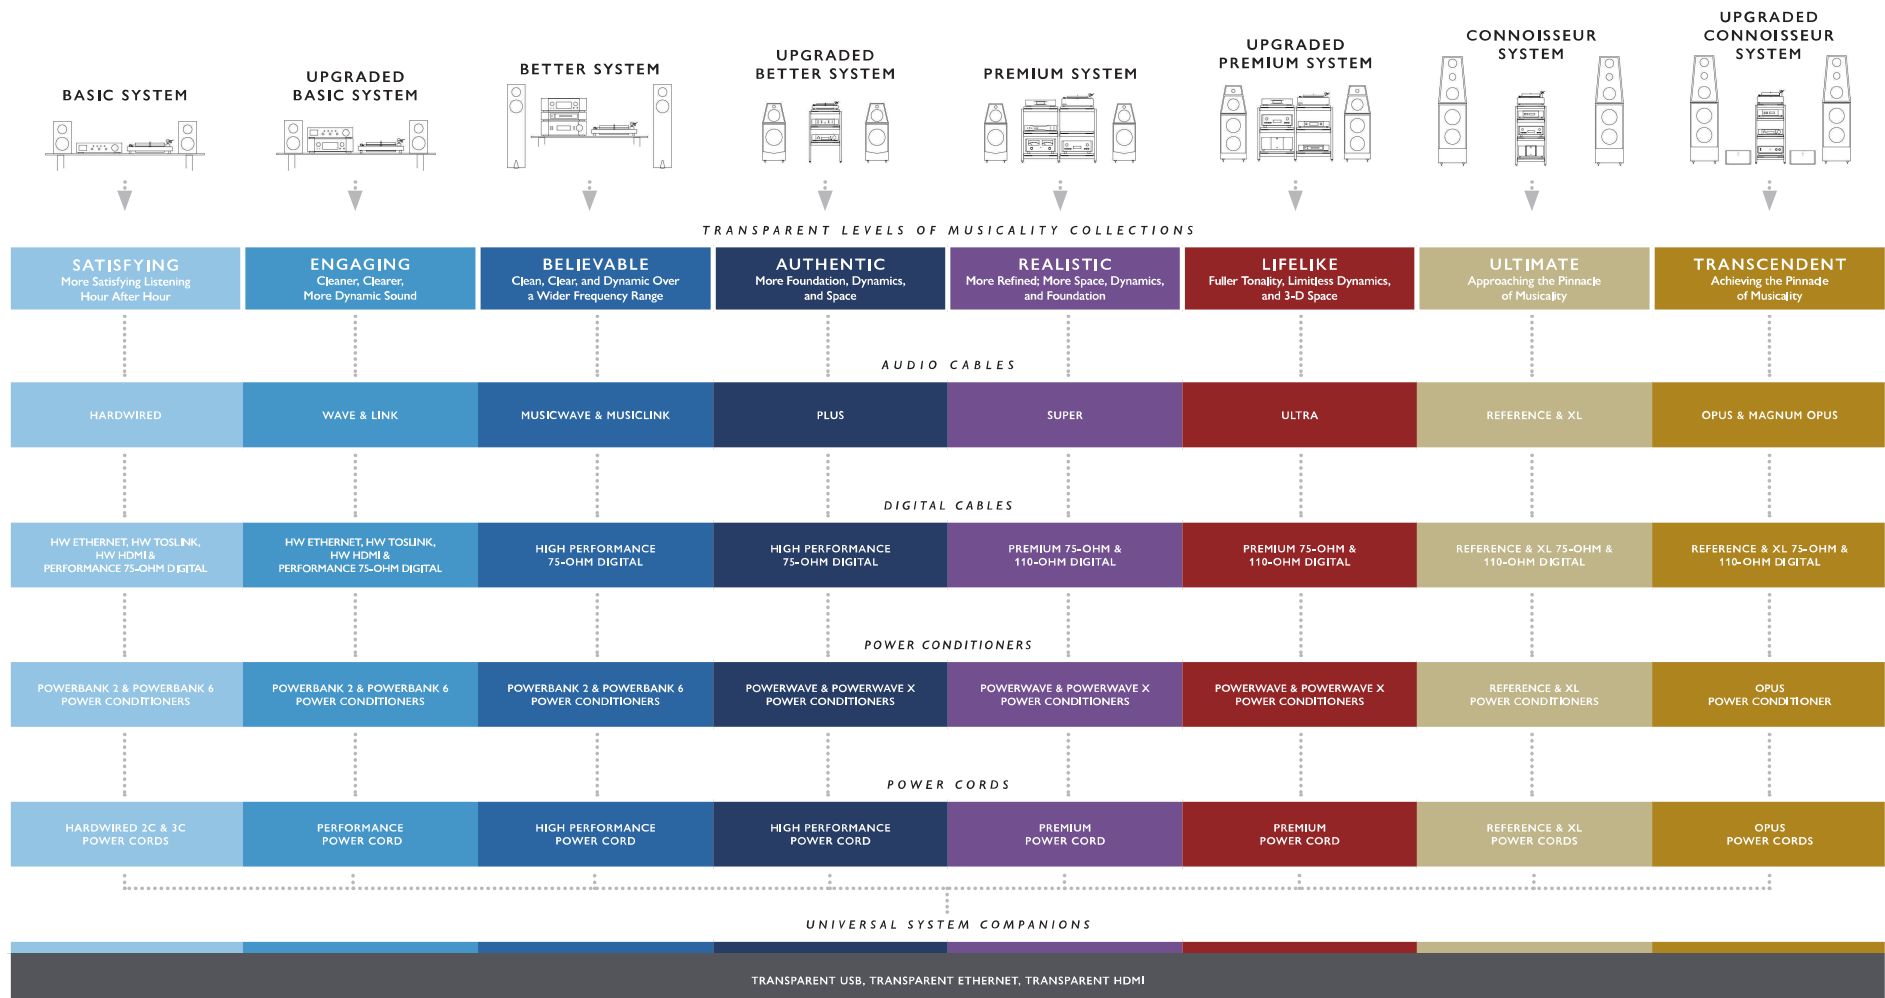 BASIC SYSTEM
UPGRADED
BASIC SYSTEM
BETTER SYSTEM
UPGRADED
BETTER SYSTEM
PREMIUM SYSTEM
UPGRADED
PREMIUM SYSTEM
CONNOISSEUR
SYSTEM
UPGRADED
CONNOISSEUR
SYSTEM
TRANSPARENT LEVELS OF MUSICALITY COLLECTIONS
SATISFYING
More Satisfying Listening
Hour After Hour
ENGAGING
Cleaner, Clearer,
More Dynamic Sound
BELIEVABLE
Clean, Clear, and Dynamic Over
a Wider Frequency Range
AUTHENTIC
More Foundation, Dynamics,
and Space
REALISTIC
More Refined; More Space, Dynamics,
and Foundation
LIFELIKE
Fuller Tonality, Limitless Dynamics,
and 3-D Space
ULTIMATE
Approaching the Pinnacle
of Musicality
TRANSCENDENT
Achieving the Pinnacle
of Musicality
AUDIO CABLES
HARDWIRED
WAVE & LINK
MUSICWAVE & MUSICLINK
PLUS
SUPER
ULTRA
REFERENCE & XL
OPUS & MAGNUM OPUS
DIGITAL CABLES
HW ETHERNET, HW TOSLINK,
HW HDMI &
PERFORMANCE 75-OHM DIGITAL
HW ETHERNET, HW TOSLINK,
HW HDMI &
PERFORMANCE 75-OHM DIGITAL
HIGH PERFORMANCE
75-OHM DIGITAL
HIGH PERFORMANCE
75-OHM DIGITAL
PREMIUM 75-OHM &
110-OHM DIGITAL
PREMIUM 75-OHM &
110-OHM DIGITAL
REFERENCE & XL 75-OHM &
110-OHM DIGITAL
REFERENCE & XL 75-OHM &
110-OHM DIGITAL
POWER CONDITIONERS
POWERBANK 2 & POWERBANK 6
POWER CONDITIONERS
POWERBANK 2 & POWERBANK 6
POWER CONDITIONERS
POWERBANK 2 & POWERBANK 6
POWER CONDITIONERS
POWERWAVE & POWERWAVE X
POWER CONDITIONERS
POWERWAVE & POWERWAVE X
POWER CONDITIONERS
POWERWAVE & POWERWAVE X
POWER CONDITIONERS
REFERENCE & XL
POWER CONDITIONERS
OPUS
POWER CONDITIONER
POWER CORDS
HARDWIRED 2C & 3C
POWER CORDS
PERFORMANCE
POWER CORD
HIGH PERFORMANCE
POWER CORD
HIGH PERFORMANCE
POWER CORD
PREMIUM
POWER CORD
PREMIUM
POWER CORD
REFERENCE & XL
POWER CORDS
OPUS
POWER CORDS
UNIVERSAL SYSTEM COMPANIONS
TRANSPARENT USB, TRANSPARENT ETHERNET, TRANSPARENT HDMI